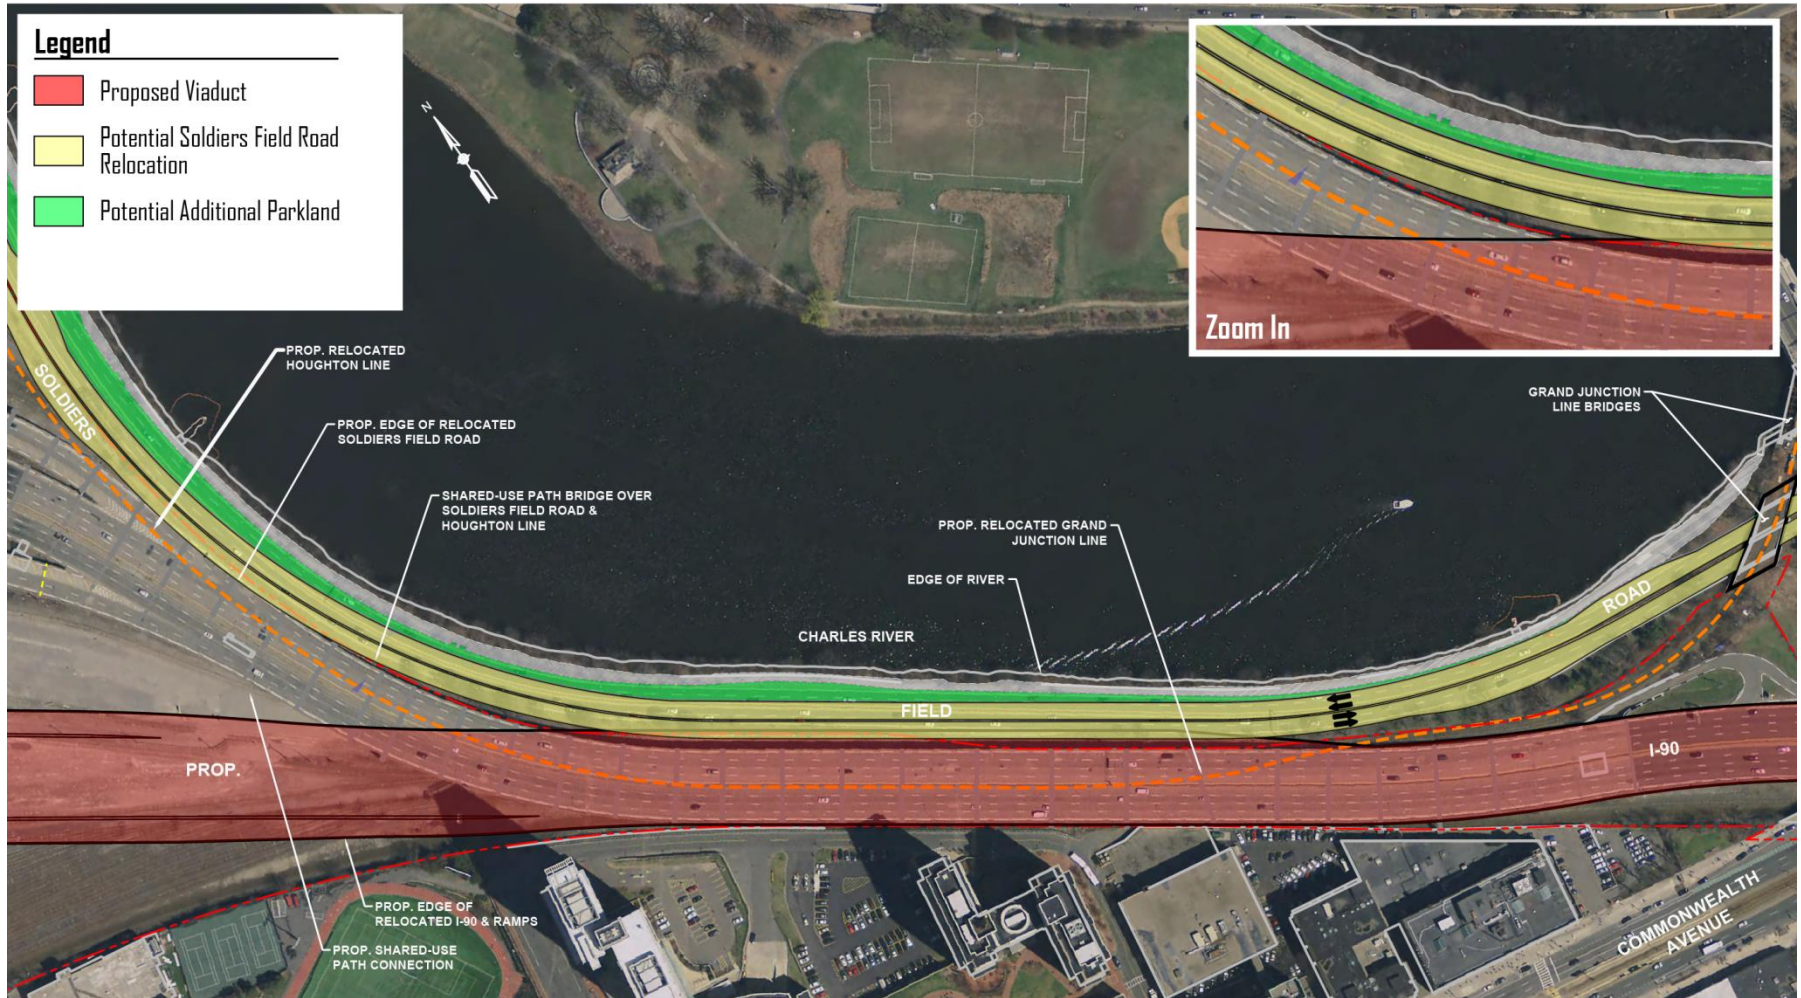 Legend
Proposed Viaduct
Potential Soldiers Field Road
Relocation
Potential Additional Parkland
N
Zoom In
PROP. RELOCATED
HOUGHTON LINE
SOLDIERS
PROP. EDGE OF RELOCATED
SOLDIERS FIELD ROAD
SHARED-USE PATH BRIDGE OVER
SOLDIERS FIELD ROAD &
HOUGHTON LINE
GRAND JUNCTION
LINE BRIDGES
PROP. RELOCATED GRAND
JUNCTION LINE
EDGE OF RIVER
CHARLES RIVER
ROAD
FIELD
PROP.
I-90
PROP. EDGE OF
RELOCATED I-90 & RAMPS
PROP. SHARED-USE
PATH CONNECTION
COMMONWEALTH
AVENUE